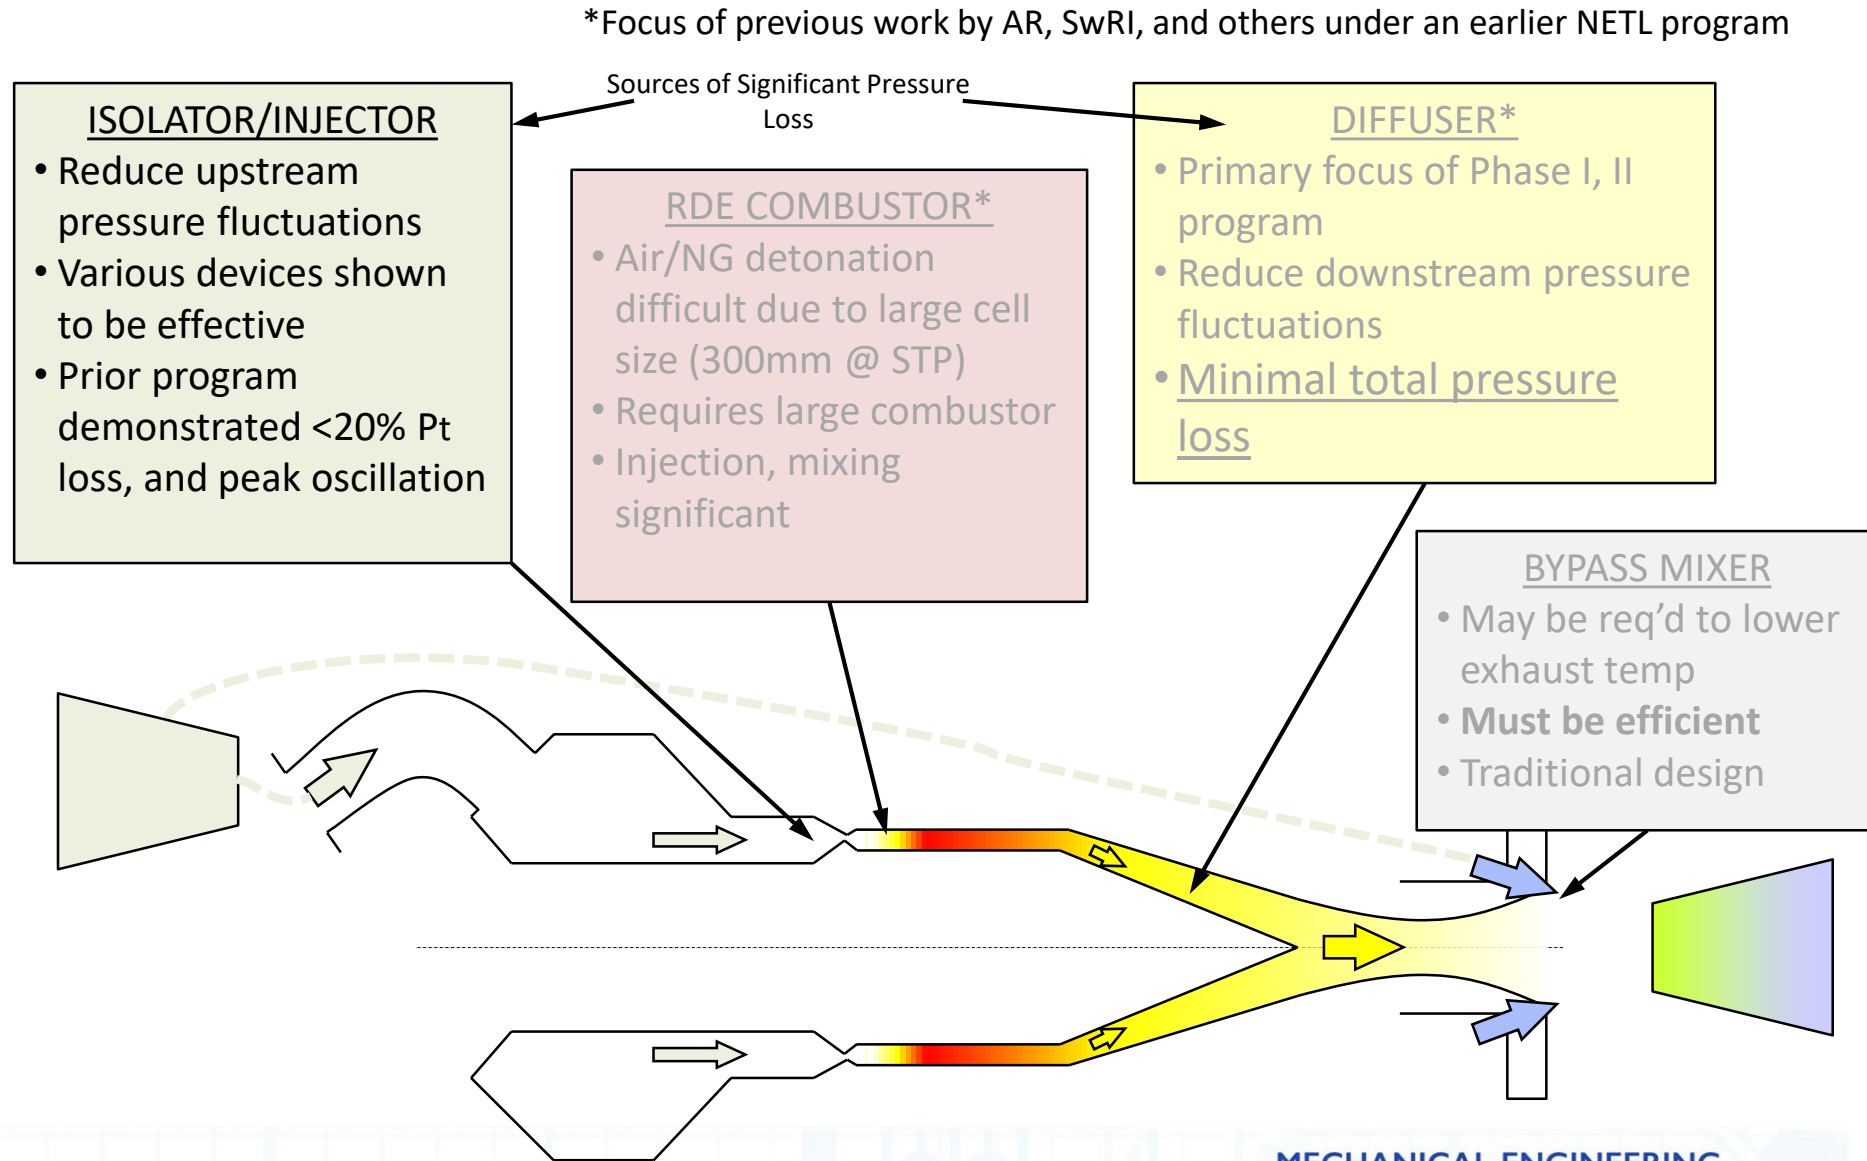 *Focus of previous work by AR, SwRI, and others under an earlier NETL program
Sources of Significant Pressure
Loss
ISOLATOR/INJECTOR
• Reduce upstream
pressure fluctuations
• Various devices shown
to be effective
• Prior program
demonstrated <20% Pt
loss, and peak oscillation
RDE COMBUSTOR*
• Air/NG detonation
difficult due to large cell
size (300mm @ STP)
• Requires large combustor
• Injection, mixing
significant
DIFFUSER*
• Primary focus of Phase I, II
program
• Reduce downstream pressure
fluctuations
• Minimal total pressure
loss
BYPASS MIXER
• May be req’d to lower
exhaust temp
• Must be efficient
• Traditional design
MECHANICAL ENGINEERING